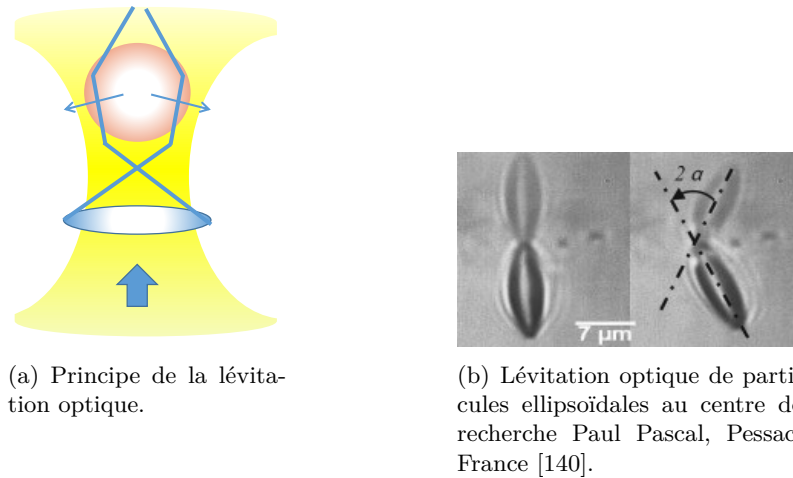 2 a
7 µm
(a) Principe de la lévita-
tion optique.
(b) Lévitation optique de parti
cules ellipsoïdales au centre de
recherche Paul Pascal, Pessac
France [140].